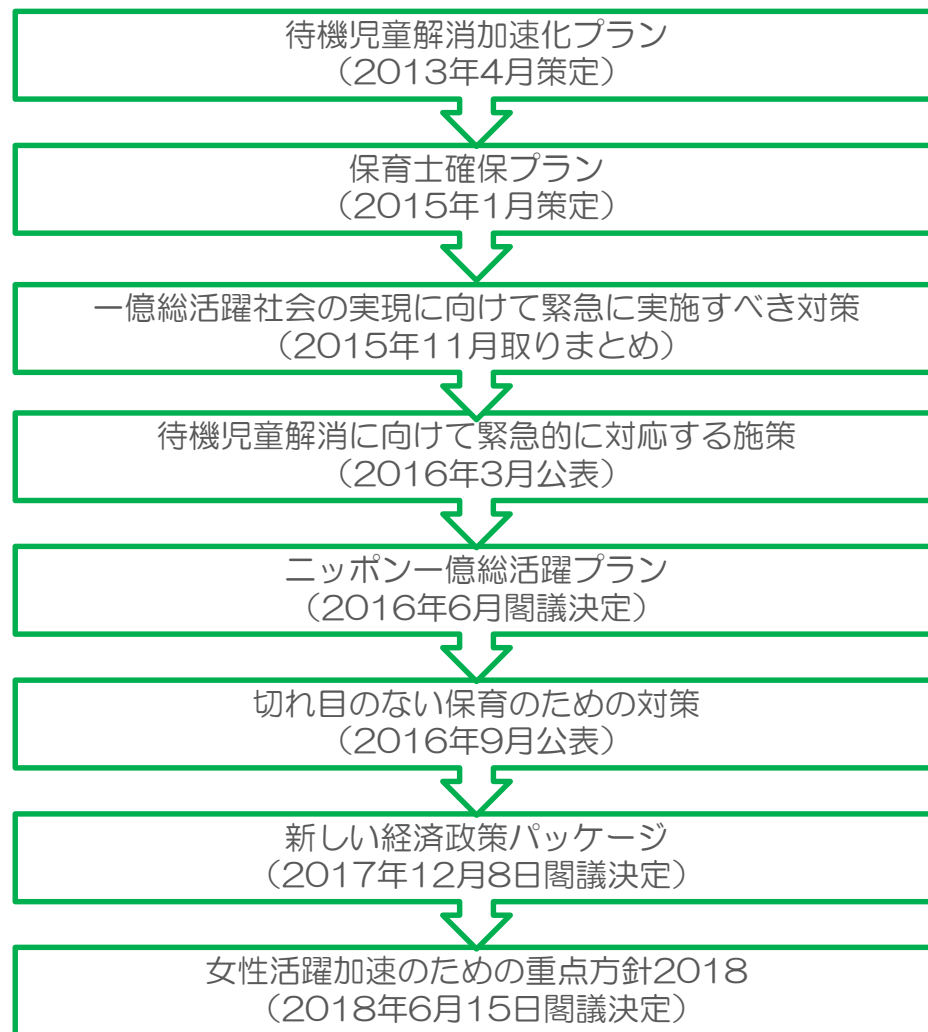 待機児童解消加速化プラン
（2013年4月策定）
保育士確保プラン
（2015年1月策定）
一億総活躍社会の実現に向けて緊急に実施すべき対策
（2015年11月取りまとめ）
待機児童解消に向けて緊急的に対応する施策
（2016年3月公表）
ニッポン一億総活躍プラン
（2016年6月閣議決定）
切れ目のない保育のための対策
（2016年9月公表）
新しい経済政策パッケージ
（2017年12月8日閣議決定）
女性活躍加速のための重点方針2018
（2018年6月15日閣議決定）